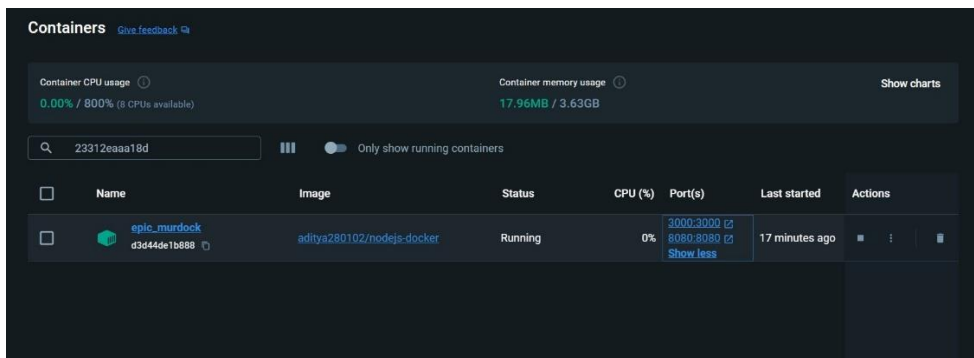 Containers Give feedback
Container CPU usage
0.00% / 800% (8 CPUs available)
Container memory usage
17.96MB / 3.63GB
Show charts
23312eaaa18d
Only show running containers
Name Image Status CPU (%) Port(s) Last started Actions
epic_murdock
d3d44de1b888
aditya280102/nodejs-docker
Running
0%
3000:3000
8080:8080
Show less
17 minutes ago